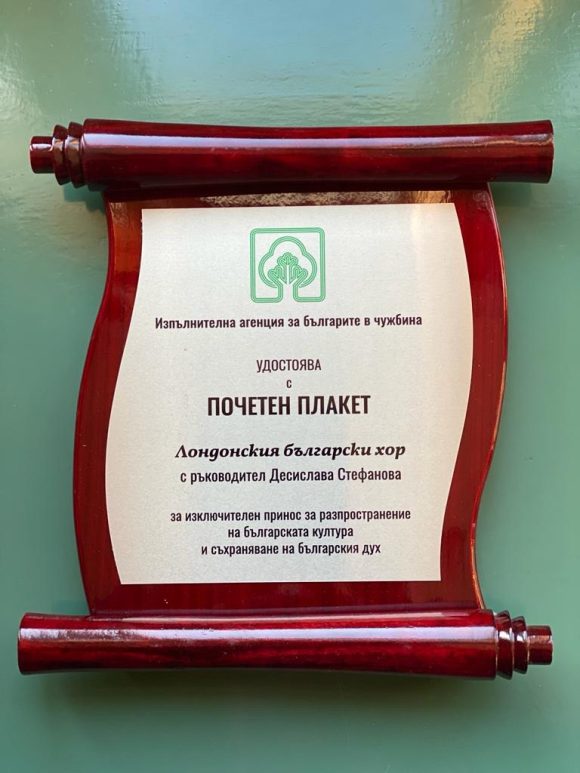 Изпълнителна агенция за българите в чужбина
УДОСТОЯВА
с
ПОЧЕТЕН ПЛАКЕТ
Лондонския български хор
с ръководител Десислава Стефанова
за изключителен принос за разпространение
на българската култура
и съхраняване на българския дух